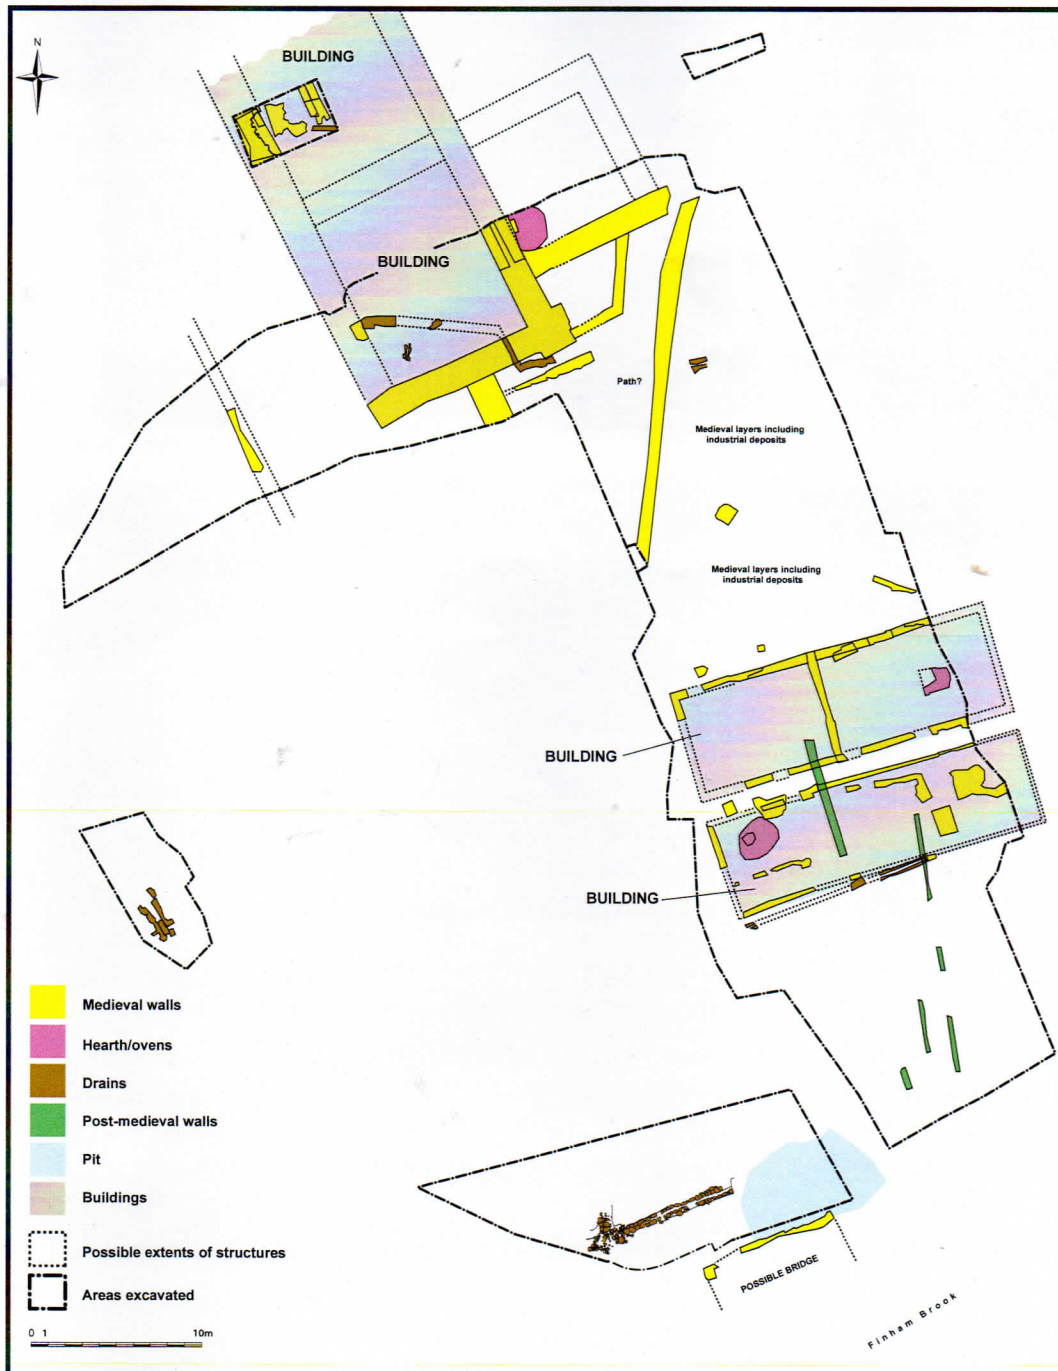 N
BUILDING
BUILDING
Path?
Medieval layers including
industrial deposits
Medieval layers including
industrial deposits
BUILDING
BUILDING
Medieval walls
Hearth/ovens
Drains
Post-medieval walls
Pit
Buildings
Possible extents of structures
Areas excavated
0 1 10m
POSSIBLE BRIDGE
Finham Brook